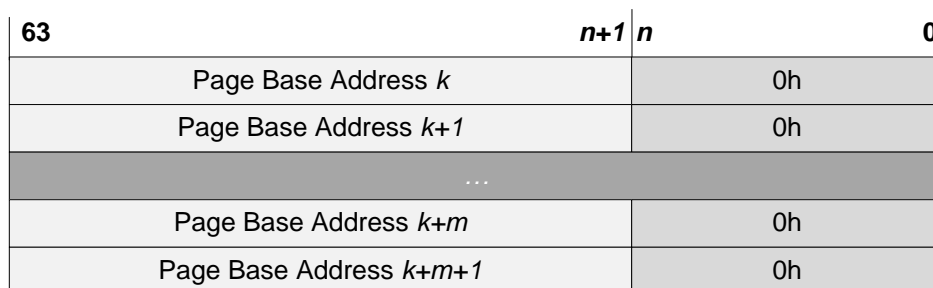 63 n+1 n 0
Page Base Address k 0h
Page Base Address k+1 0h
…
Page Base Address k+m 0h
Page Base Address k+m+1 0h